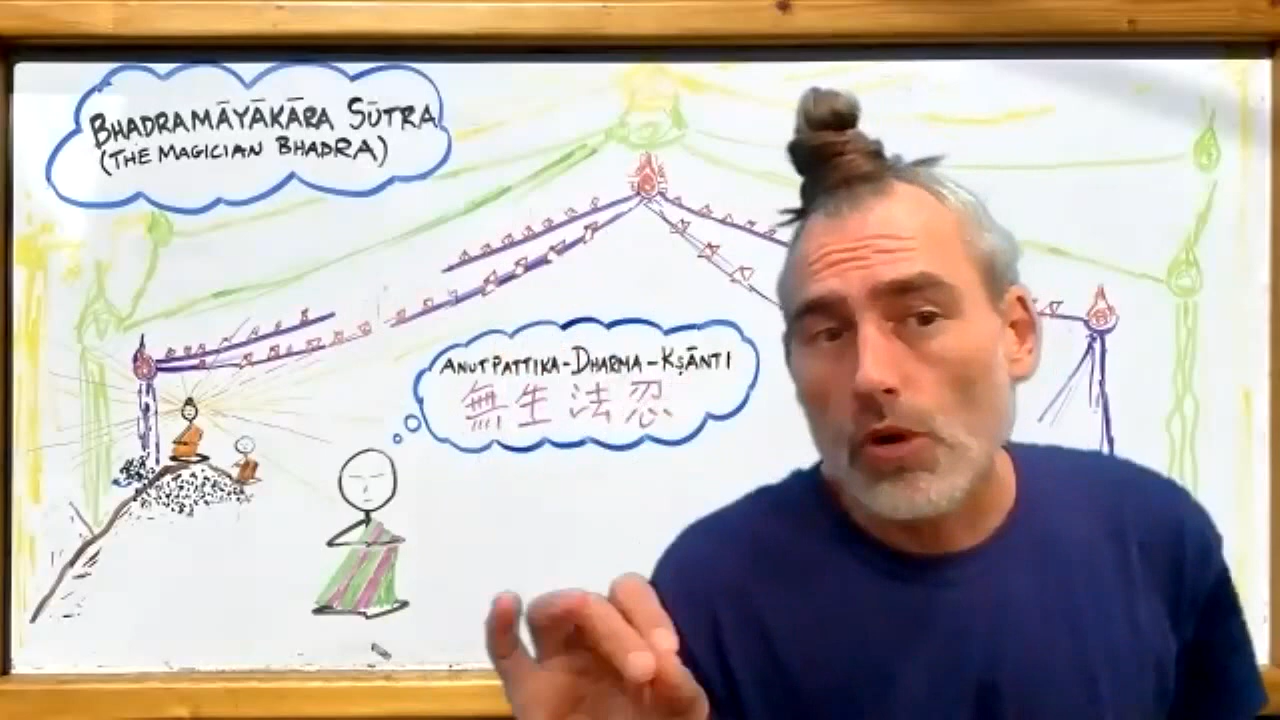 BHADRAMĀYĀKĀRA SŪTRA
(THE MAGICIAN BHADRA)
ANUTPATTIKA-DHARMA-KṢĀNTI
無生法忍